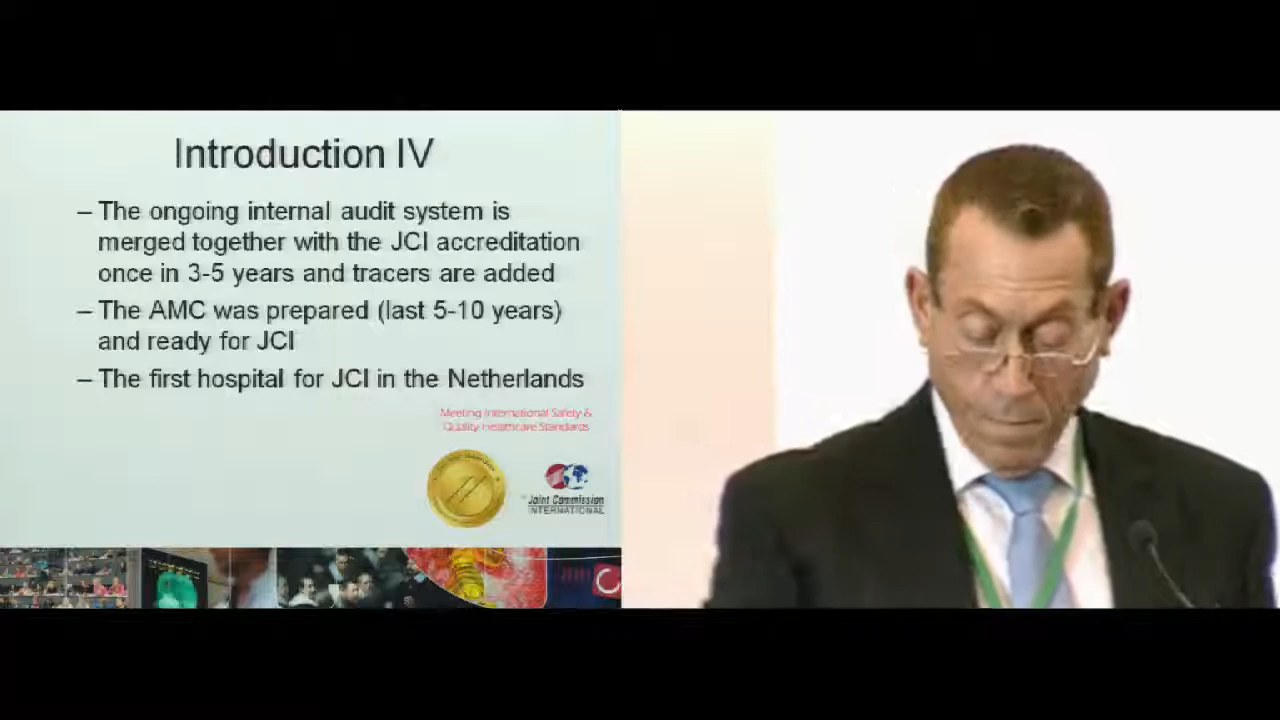 Introduction IV
– The ongoing internal audit system is
merged together with the JCI accreditation
once in 3-5 years and tracers are added
– The AMC was prepared (last 5-10 years)
and ready for JCI
– The first hospital for JCI in the Netherlands
Meeting International Safety &
Quality Healthcare Standards
Joint Commission
INTERNATIONAL